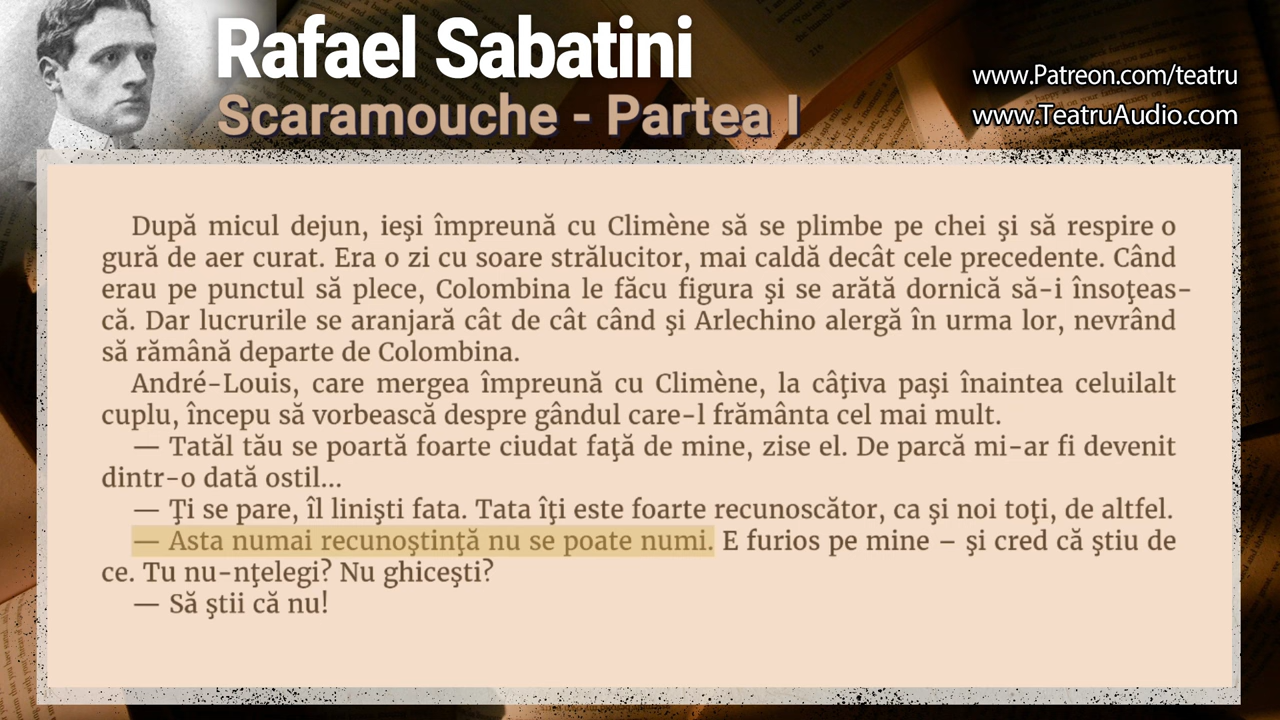 Rafael Sabatini
Scaramouche - Partea I
www.Patreon.com/teatru
www.TeatruAudio.com
După micul dejun, ieşi împreună cu Climène să se plimbe pe chei şi să respire o
gură de aer curat. Era o zi cu soare strălucitor, mai caldă decât cele precedente. Când
erau pe punctul să plece, Colombina le făcu figura şi se arătă dornică să-i însoţeas-
că. Dar lucrurile se aranjară cât de cât când şi Arlechino alergă în urma lor, nevrând
să rămână departe de Colombina.
André-Louis, care mergea împreună cu Climène, la câţiva paşi înaintea celuilalt
cuplu, începu să vorbească despre gândul care-l frământa cel mai mult.
— Tatăl tău se poartă foarte ciudat faţă de mine, zise el. De parcă mi-ar fi devenit
dintr-o dată ostil...
— Ţi se pare, îl linişti fata. Tata îţi este foarte recunoscător, ca şi noi toţi, de altfel.
— Asta numai recunoştinţă nu se poate numi. E furios pe mine – şi cred că ştiu de
ce. Tu nu-nţelegi? Nu ghiceşti?
— Să ştii că nu!